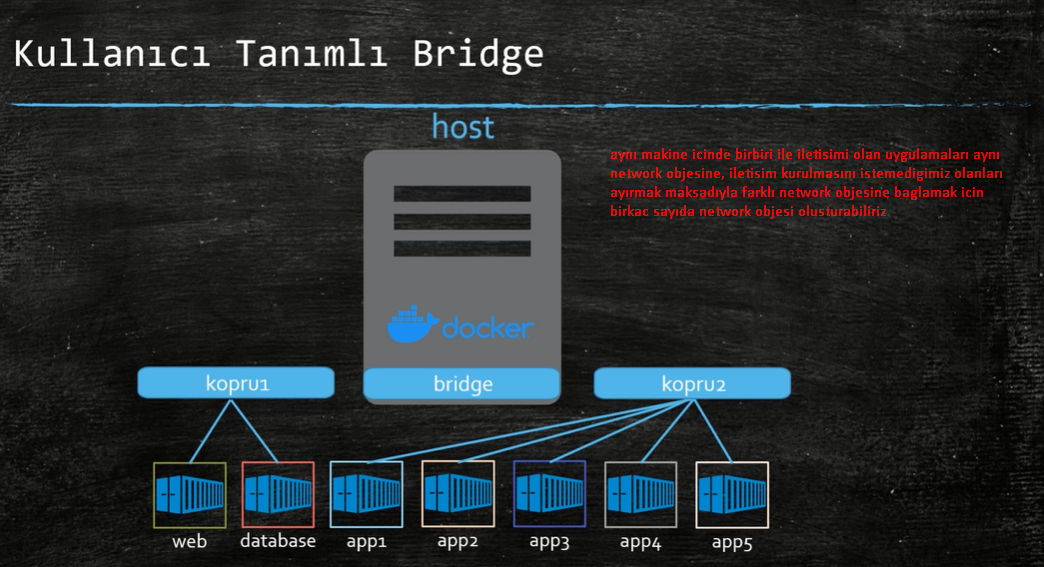 Kullanıcı Tanımlı Bridge
host
aynı makine icinde birbiri ile iletisimi olan uygulamaları aynı
network objesine, iletisim kurulmasını istemedigimiz olanları
ayırmak maksadıyla farklı network objesine baglamak icin
birkac sayıda network objesi olusturabiliriz
docker
kopru1
bridge
kopru2
web
database
app1
app2
app3
app4
app5